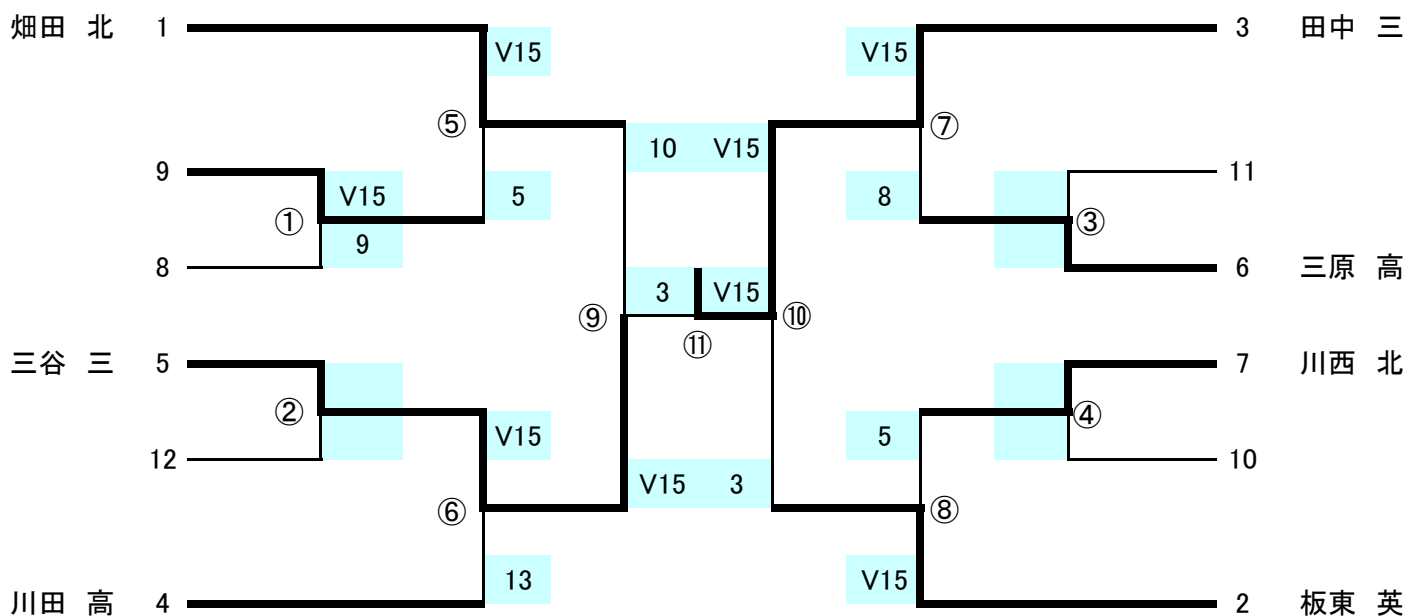 畑田 北 1 V15 V15 3 田中 三
⑤ ⑦
10 V15
9 V15 5 8 11
① ③
9
8 6 三原 高
3 V15
⑨ ⑩
⑪
三谷 三 5 7 川西 北
② ④
V15 5
12 10
V15 3
⑥ ⑧
13 V15
川田 高 4 2 板東 英